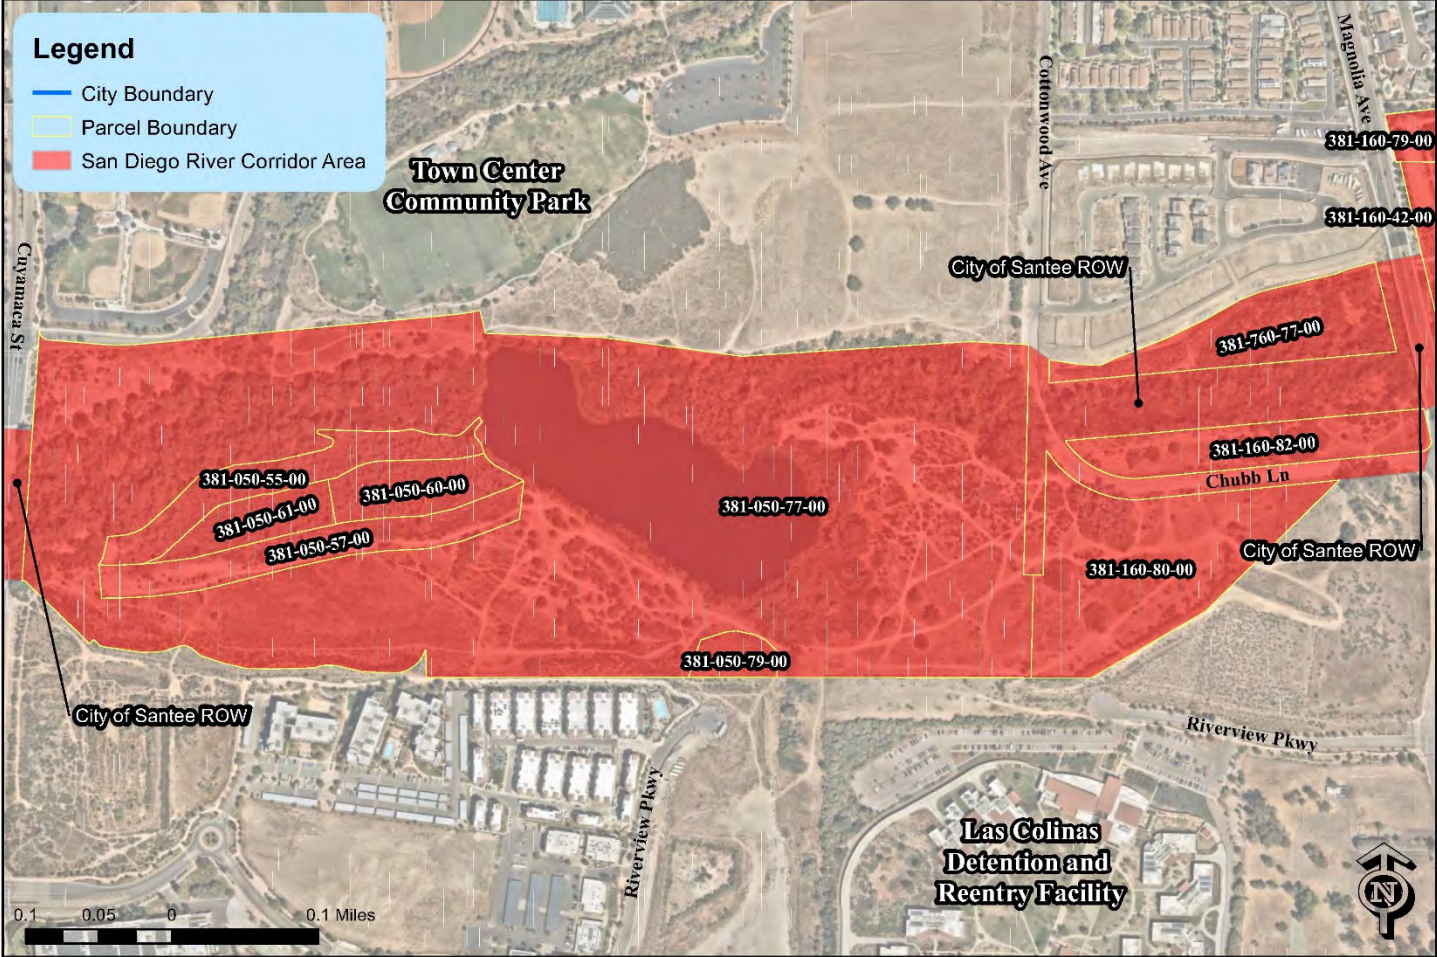 Legend
City Boundary
Parcel Boundary
San Diego River Corridor Area
Town Center
Community Park
Cottonwood Ave
Magnolia Ave
381-160-79-00
381-160-42-00
City of Santee ROW
Cuyamaca St
381-760-77-00
381-160-82-00
Chubb Ln
381-050-55-00
381-050-60-00
381-050-61-00
381-050-57-00
381-050-77-00
City of Santee ROW
381-160-80-00
381-050-79-00
City of Santee ROW
Riverview Pkwy
Riverview Pkwy
Las Colinas
Detention and
Reentry Facility
N
0.1 0.05 0 0.1 Miles